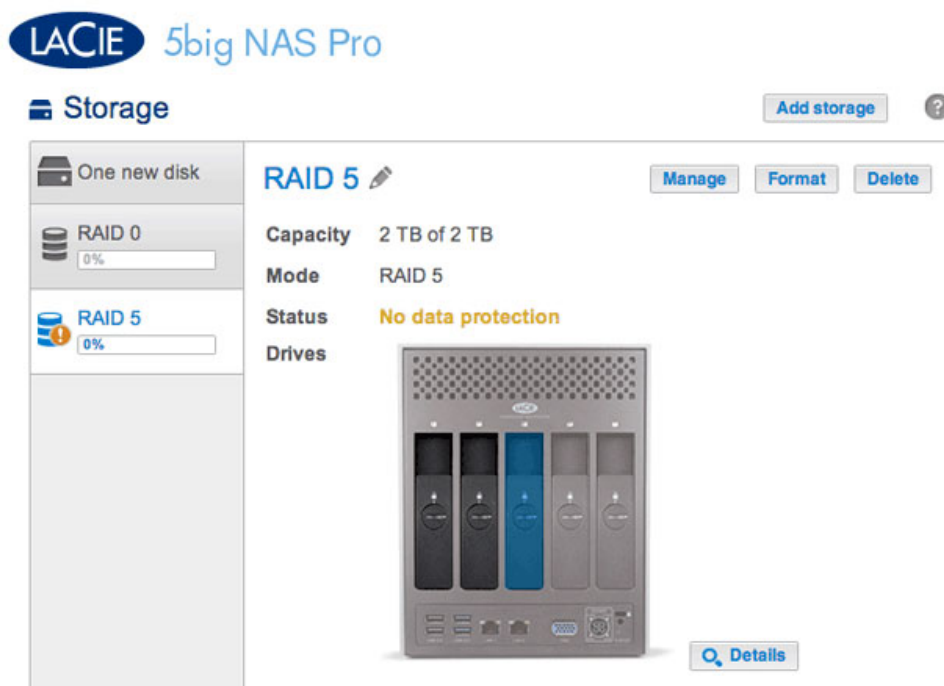 LACIE 5big NAS Pro
Storage
Add storage
?
One new disk
RAID 0
0%
RAID 5
0%
RAID 5
Manage
Format
Delete
Capacity 2 TB of 2 TB
Mode RAID 5
Status No data protection
Drives
LACIE
Details